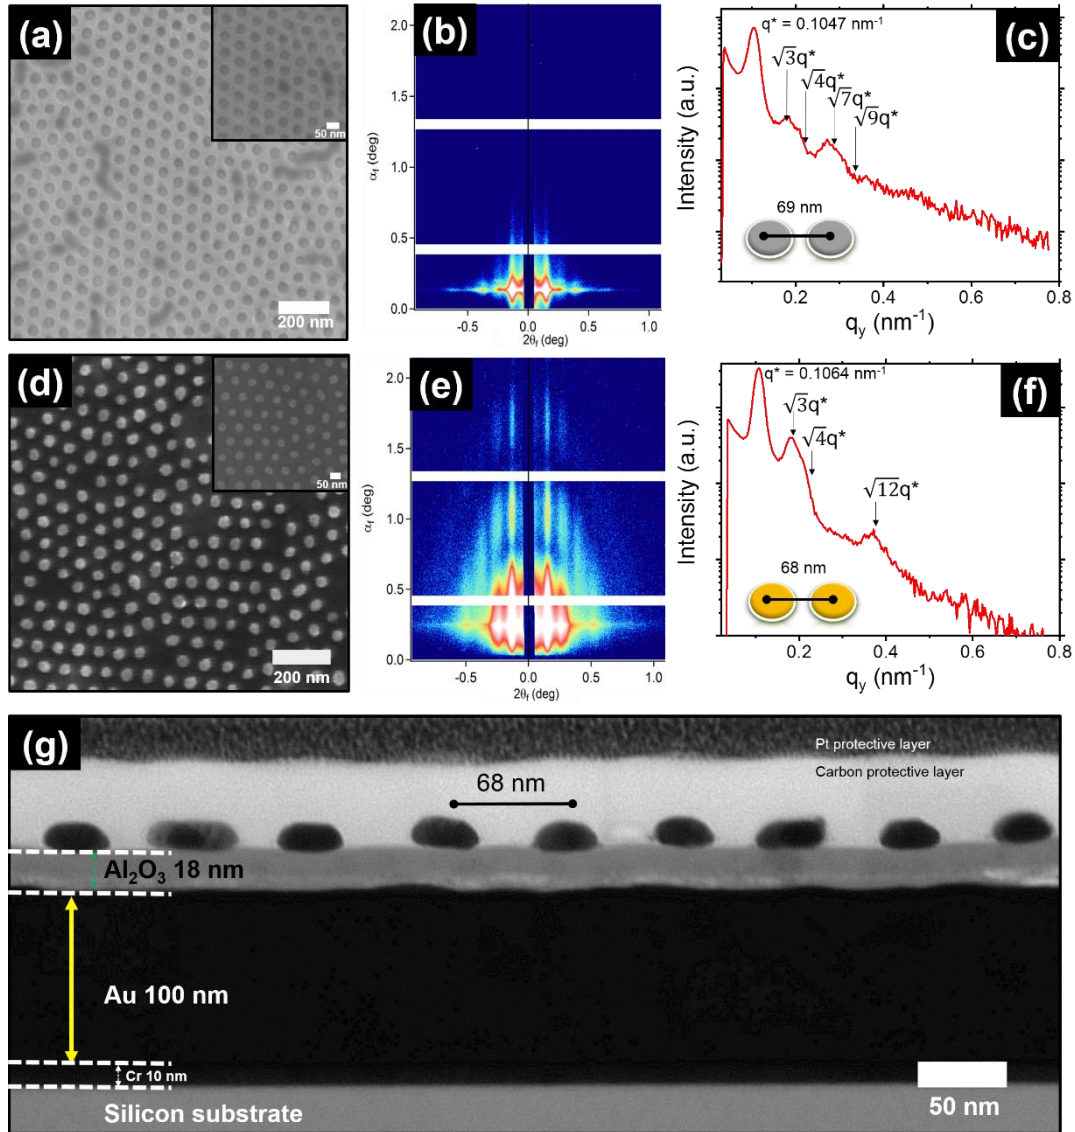 (a)
50 nm
200 nm
(b)
αf (deg)
2.0
1.5
1.0
0.5
0.0
-0.5 0.0 0.5 1.0
2θf (deg)
(c)
q* = 0.1047 nm⁻¹
√3q*
√4q*
√7q*
√9q*
69 nm
Intensity (a.u.)
0.2 0.4 0.6 0.8
qy (nm⁻¹)
(d)
50 nm
200 nm
(e)
αf (deg)
2.0
1.5
1.0
0.5
0.0
-0.5 0.0 0.5 1.0
2θf (deg)
(f)
q* = 0.1064 nm⁻¹
√3q*
√4q*
√12q*
68 nm
Intensity (a.u.)
0.2 0.4 0.6 0.8
qy (nm⁻¹)
(g)
Pt protective layer
Carbon protective layer
68 nm
Al₂O₃ 18 nm
Au 100 nm
Cr 10 nm
50 nm
Silicon substrate